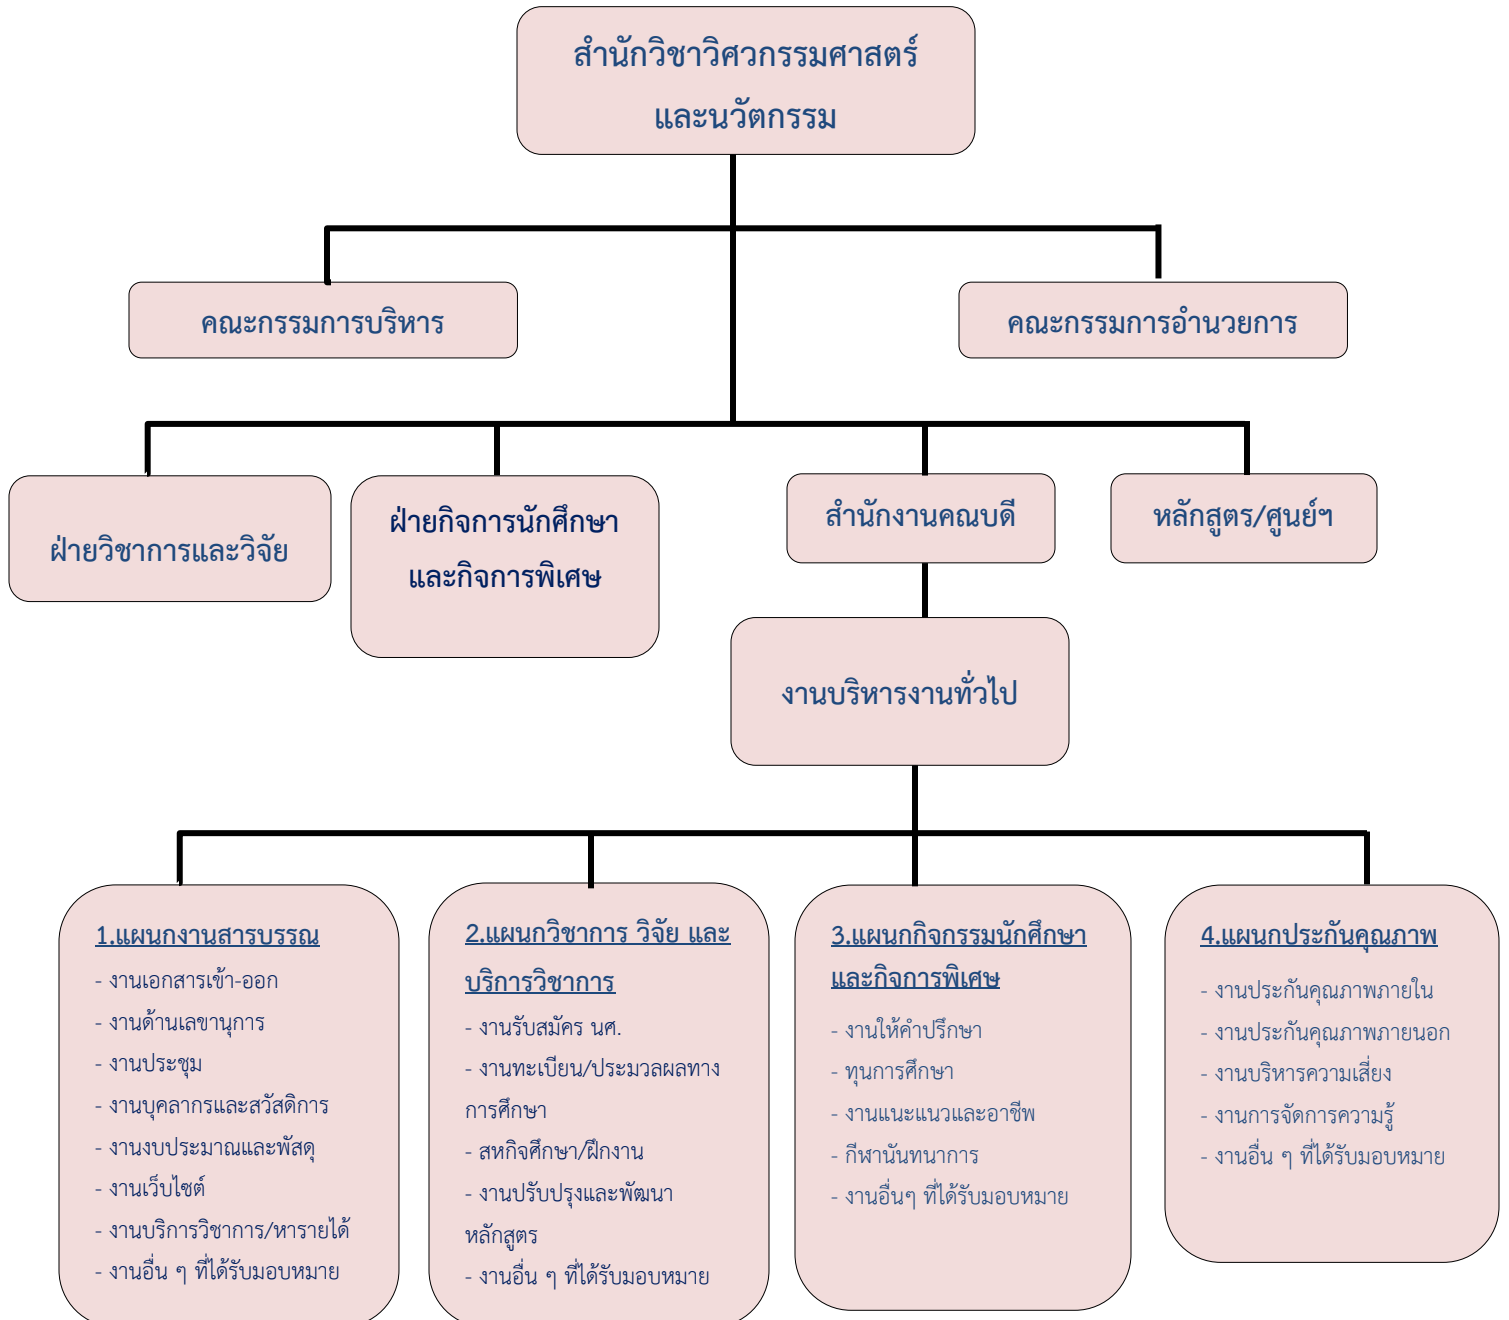 สำนักวิชาวิศวกรรมศาสตร์
และนวัตกรรม
คณะกรรมการบริหาร
คณะกรรมการอำนวยการ
ฝ่ายวิชาการและวิจัย
ฝ่ายกิจการนักศึกษา
และกิจการพิเศษ
สำนักงานคณบดี
หลักสูตร/ศูนย์ฯ
งานบริหารงานทั่วไป
1.แผนกงานสารบรรณ
- งานเอกสารเข้า-ออก
- งานด้านเลขานุการ
- งานประชุม
- งานบุคลากรและสวัสดิการ
- งานงบประมาณและพัสดุ
- งานเว็บไซต์
- งานบริการวิชาการ/หารายได้
- งานอื่น ๆ ที่ได้รับมอบหมาย
2.แผนกวิชาการ วิจัย และ
บริการวิชาการ
- งานรับสมัคร นศ.
- งานทะเบียน/ประมวลผลทาง
การศึกษา
- สหกิจศึกษา/ฝึกงาน
- งานปรับปรุงและพัฒนา
หลักสูตร
- งานอื่น ๆ ที่ได้รับมอบหมาย
3.แผนกกิจกรรมนักศึกษา
และกิจการพิเศษ
- งานให้คำปรึกษา
- ทุนการศึกษา
- งานแนะแนวและอาชีพ
- กีฬานันทนาการ
- งานอื่นๆ ที่ได้รับมอบหมาย
4.แผนกประกันคุณภาพ
- งานประกันคุณภาพภายใน
- งานประกันคุณภาพภายนอก
- งานบริหารความเสี่ยง
- งานการจัดการความรู้
- งานอื่น ๆ ที่ได้รับมอบหมาย